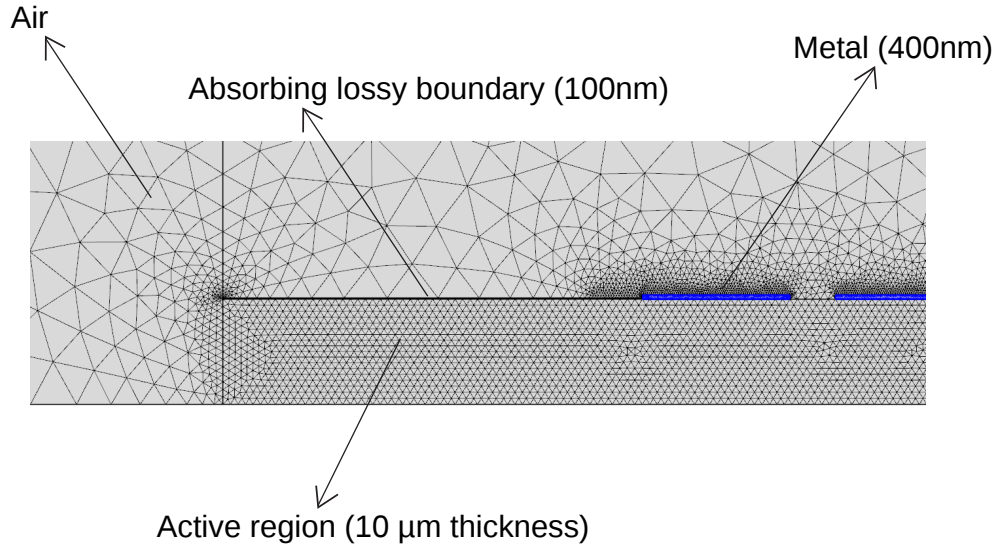 Air
Metal (400nm)
Absorbing lossy boundary (100nm)
Active region (10 µm thickness)